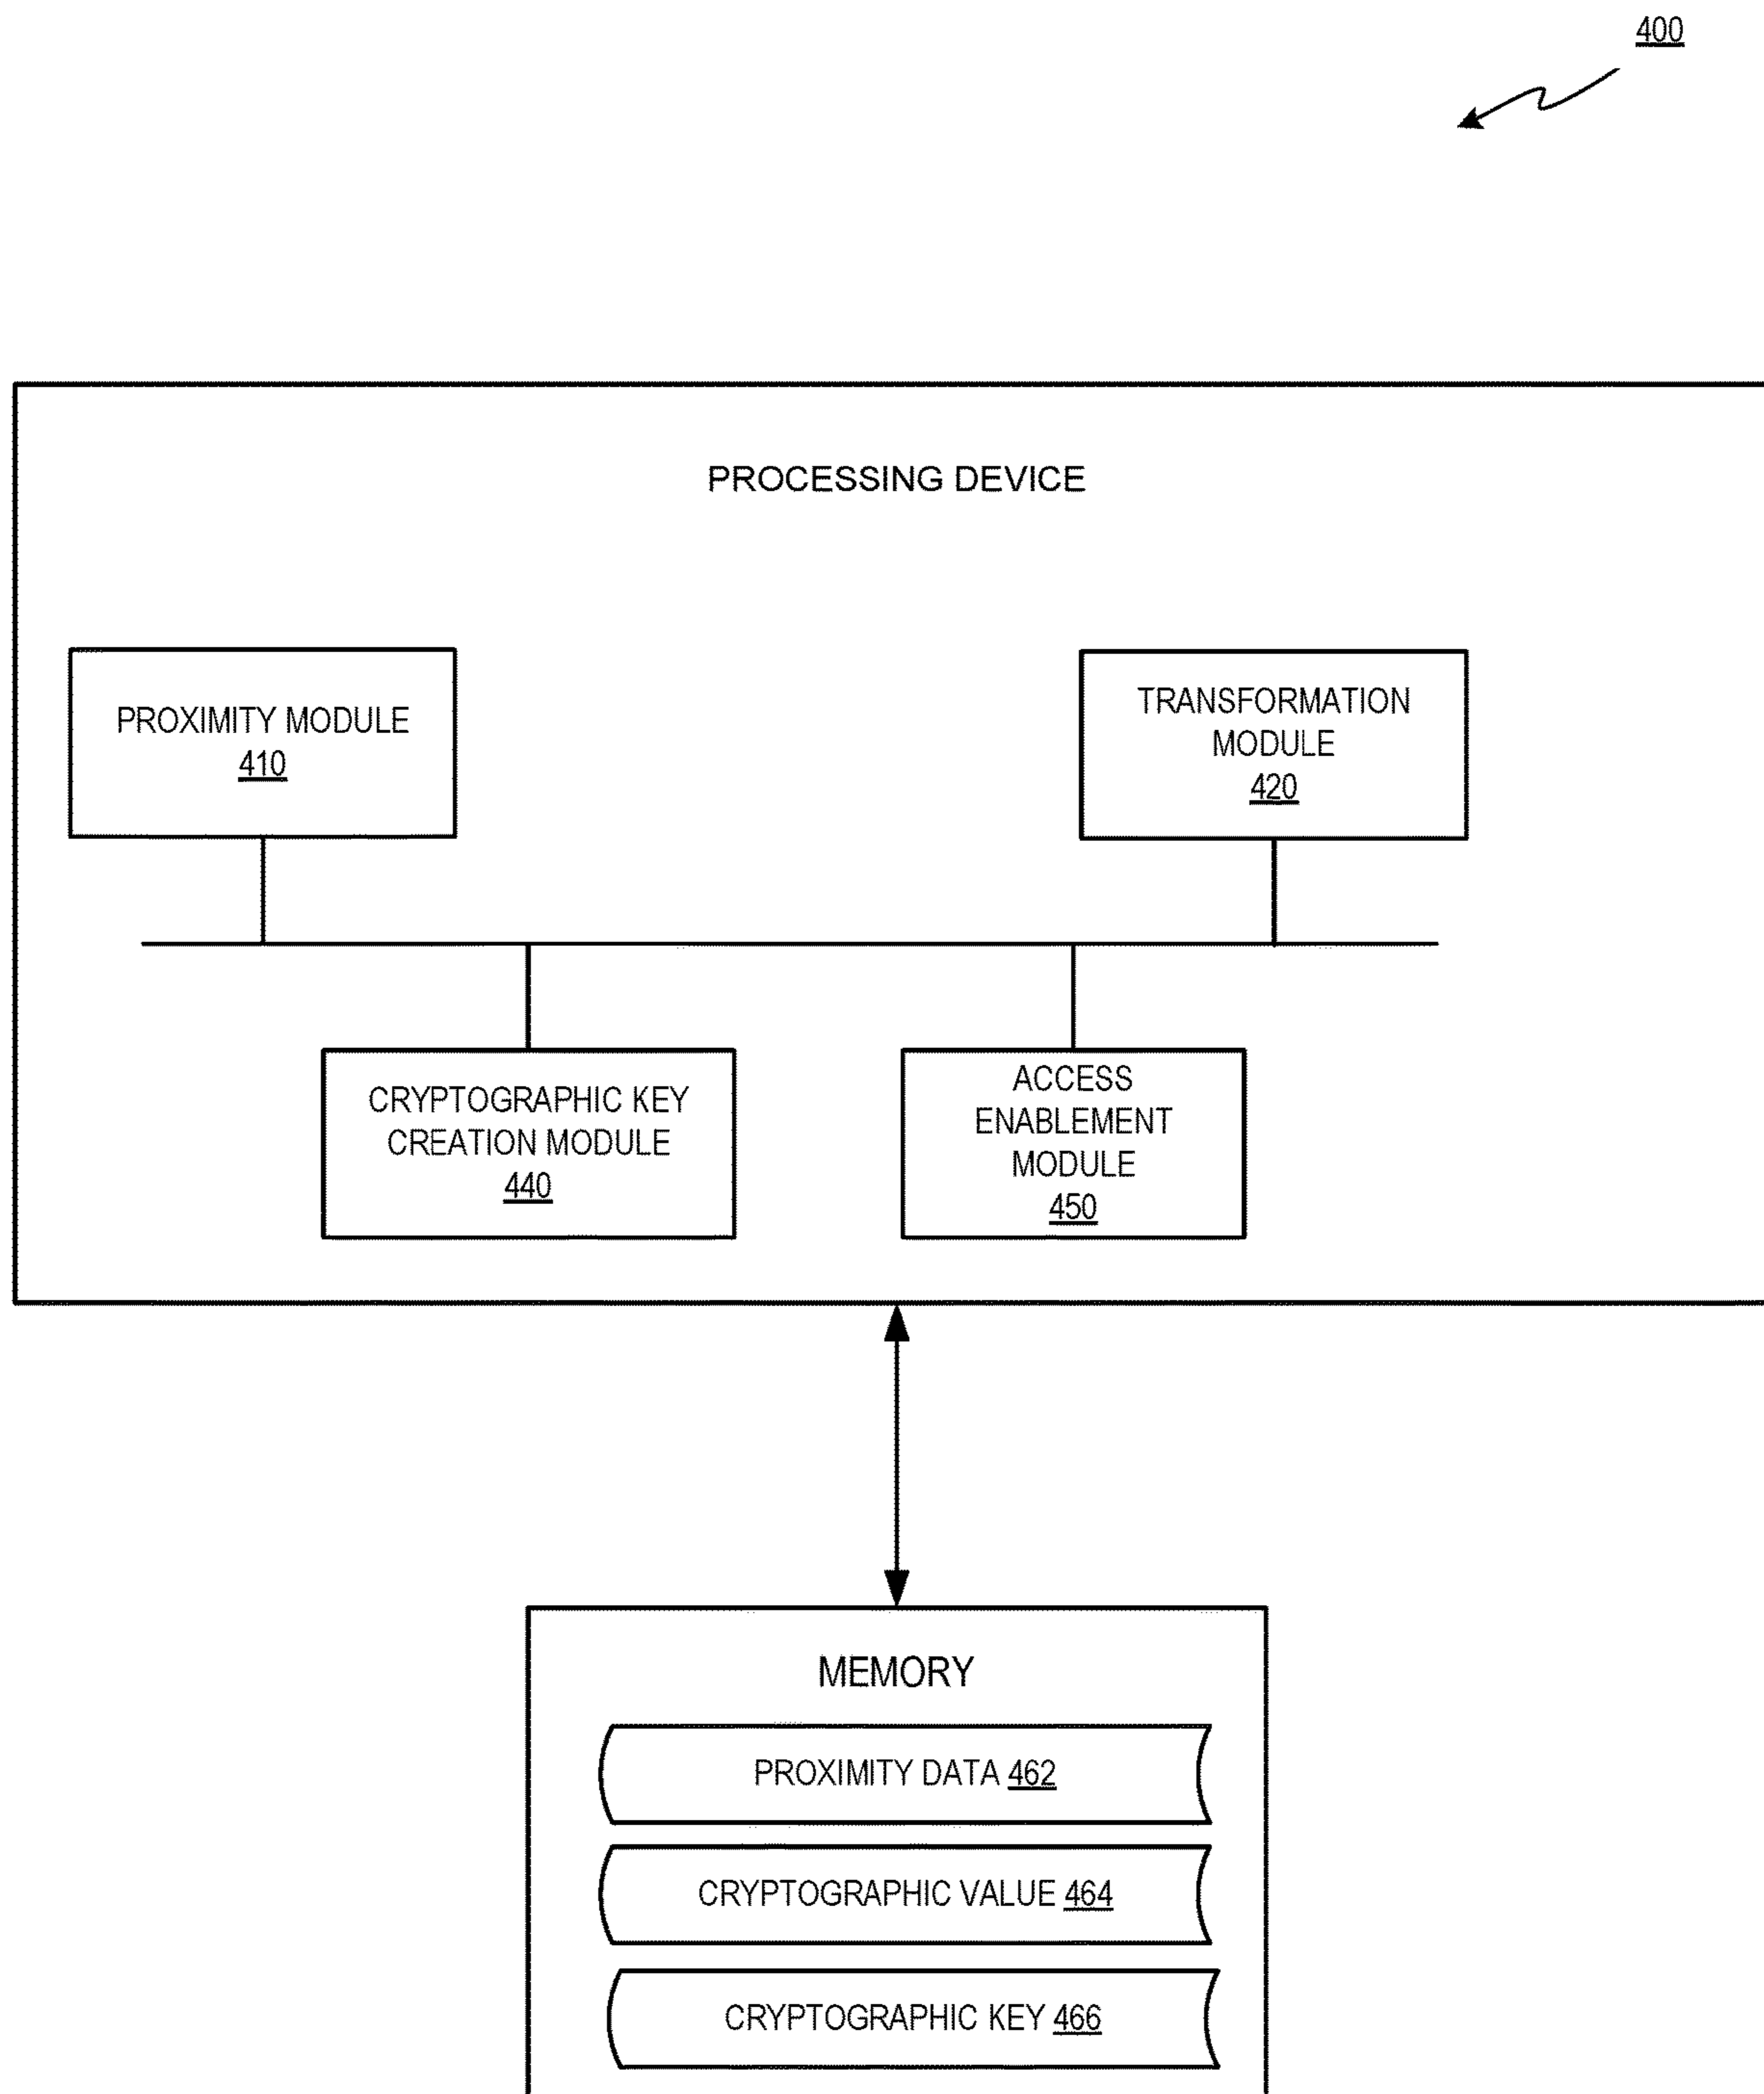 400
PROCESSING DEVICE
PROXIMITY MODULE
410
TRANSFORMATION
MODULE
420
CRYPTOGRAPHIC KEY
CREATION MODULE
440
ACCESS
ENABLEMENT
MODULE
450
MEMORY
PROXIMITY DATA 462
CRYPTOGRAPHIC VALUE 464
CRYPTOGRAPHIC KEY 466